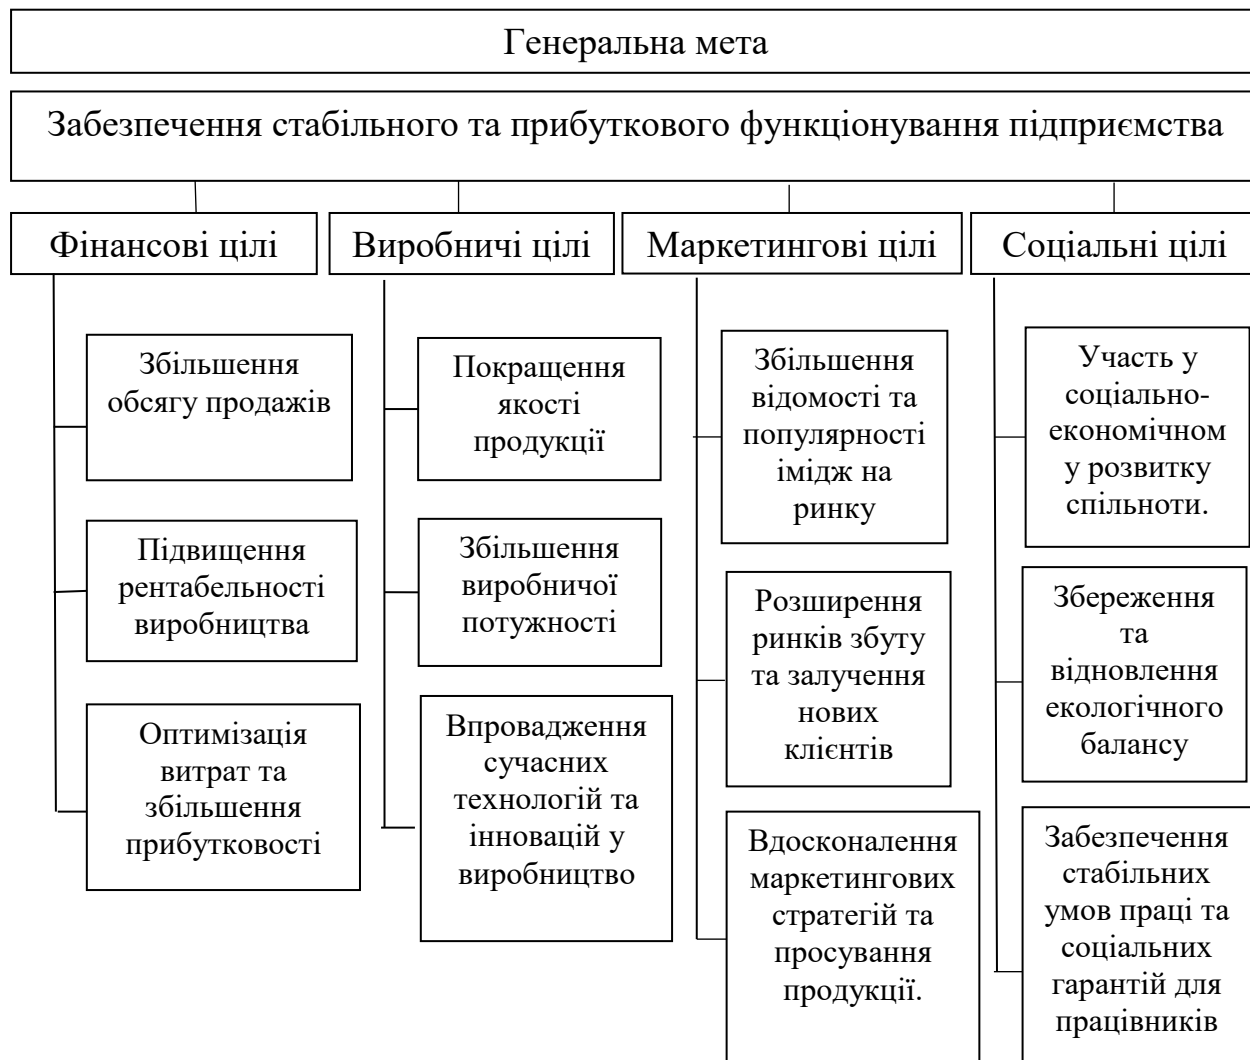 Генеральна мета
Забезпечення стабільного та прибуткового функціонування підприємства
Фінансові цілі
Збільшення
обсягу продажів
Підвищення
рентабельності
виробництва
Оптимізація
витрат та
збільшення
прибутковості
Виробничі цілі
Покращення
якості
продукції
Збільшення
виробничої
потужності
Впровадження
сучасних
технологій та
інновацій у
виробництво
Маркетингові цілі
Збільшення
відомості та
популярності
імідж на
ринку
Розширення
ринків збуту
та залучення
нових
клієнтів
Вдосконалення
маркетингових
стратегій та
просування
продукції.
Соціальні цілі
Участь у
соціально-
економічном
у розвитку
спільноти.
Збереження
та
відновлення
екологічного
балансу
Забезпечення
стабільних
умов праці та
соціальних
гарантій для
працівників